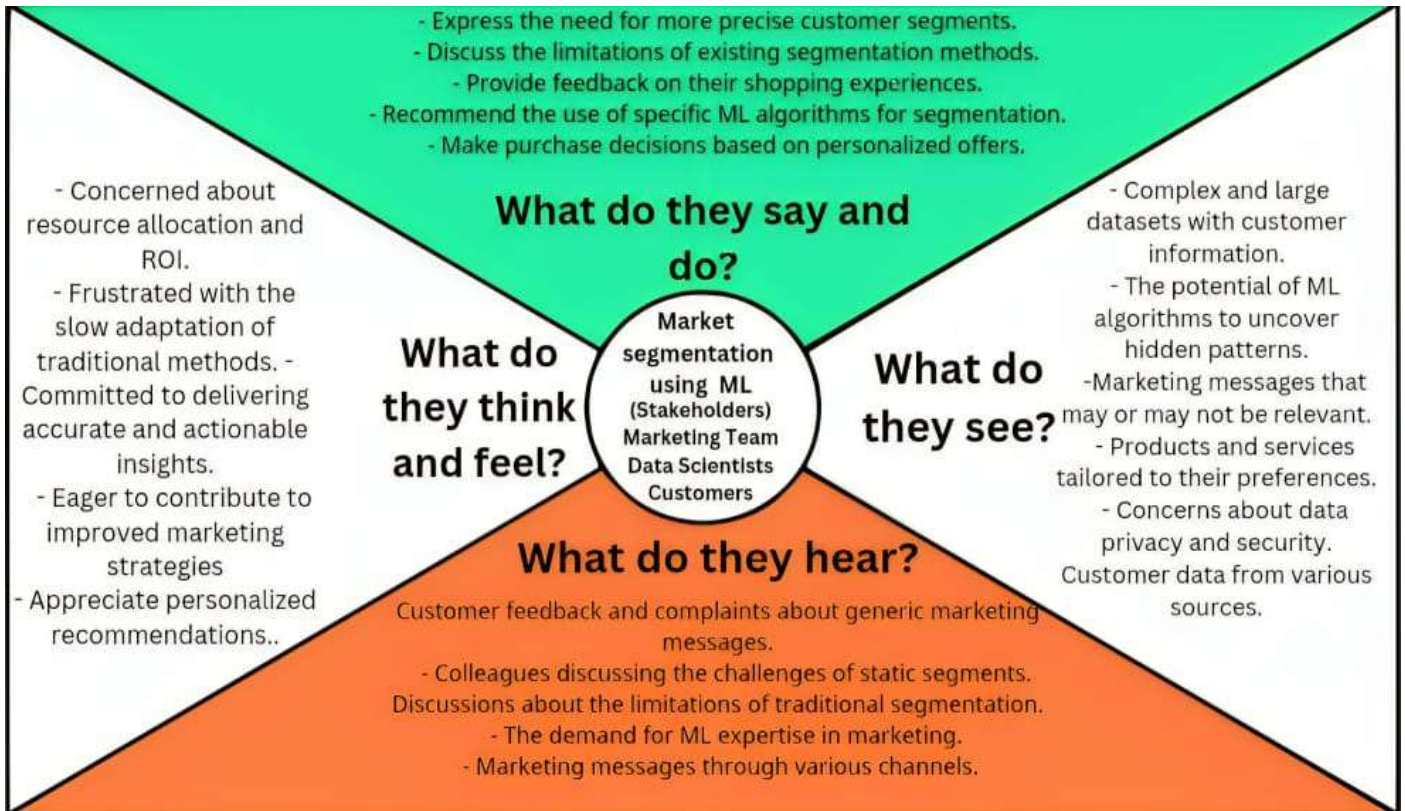 - Express the need for more precise customer segments.
- Discuss the limitations of existing segmentation methods.
- Provide feedback on their shopping experiences.
- Recommend the use of specific ML algorithms for segmentation.
- Make purchase decisions based on personalized offers.
What do they say and
do?
- Concerned about
resource allocation and
ROI.
- Frustrated with the
slow adaptation of
traditional methods. -
Committed to delivering
accurate and actionable
insights.
- Eager to contribute to
improved marketing
strategies
- Appreciate personalized
recommendations..
What do
they think
and feel?
Market
segmentation
using ML
(Stakeholders)
Marketing Team
Data Scientists
Customers
What do
they see?
- Complex and large
datasets with customer
information.
- The potential of ML
algorithms to uncover
hidden patterns.
-Marketing messages that
may or may not be relevant.
- Products and services
tailored to their preferences.
- Concerns about data
privacy and security.
Customer data from various
sources.
What do they hear?
Customer feedback and complaints about generic marketing
messages.
- Colleagues discussing the challenges of static segments.
Discussions about the limitations of traditional segmentation.
- The demand for ML expertise in marketing.
- Marketing messages through various channels.